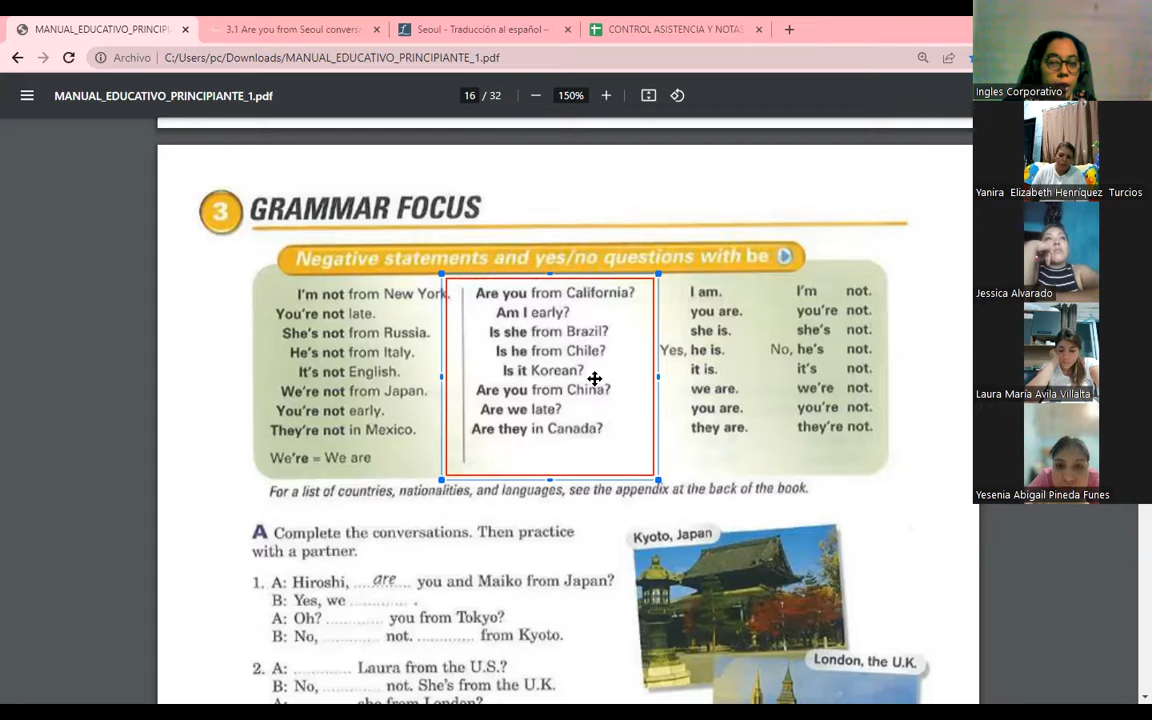 MANUAL_EDUCATIVO_PRINCIPI
3.1 Are you from Seoul convers
Seoul - Traducción al español –
CONTROL ASISTENCIA Y NOTAS
Archivo
C:/Users/pc/Downloads/MANUAL_EDUCATIVO_PRINCIPIANTE_1.pdf
MANUAL_EDUCATIVO_PRINCIPIANTE_1.pdf
16 / 32
150%
3 GRAMMAR FOCUS
Negative statements and yes/no questions with be
I'm not from New York.
You're not late.
She's not from Russia.
He's not from Italy.
It's not English.
We're not from Japan.
You're not early.
They're not in Mexico.
We're = We are
Are you from California?
Am I early?
Is she from Brazil?
Is he from Chile?
Is it Korean?
Are you from China?
Are we late?
Are they in Canada?
I am.
you are.
she is.
Yes, he is.
it is.
we are.
you are.
they are.
I'm not.
you're not.
she's not.
No, he's not.
it's not.
we're not.
you're not.
they're not.
For a list of countries, nationalities, and languages, see the appendix at the back of the book.
A Complete the conversations. Then practice
with a partner.
1. A: Hiroshi, are you and Maiko from Japan?
B: Yes, we .......... .
A: Oh? .......... you from Tokyo?
B: No, .......... not. .......... from Kyoto.
2. A: .......... Laura from the U.S.?
B: No, .......... not. She's from the U.K.
A: .......... she from London?
Kyoto, Japan
London, the U.K.
Ingles Corporativo
Yanira Elizabeth Henríquez Turcios
Jessica Alvarado
Laura María Avila Villalta
Yesenia Abigail Pineda Funes